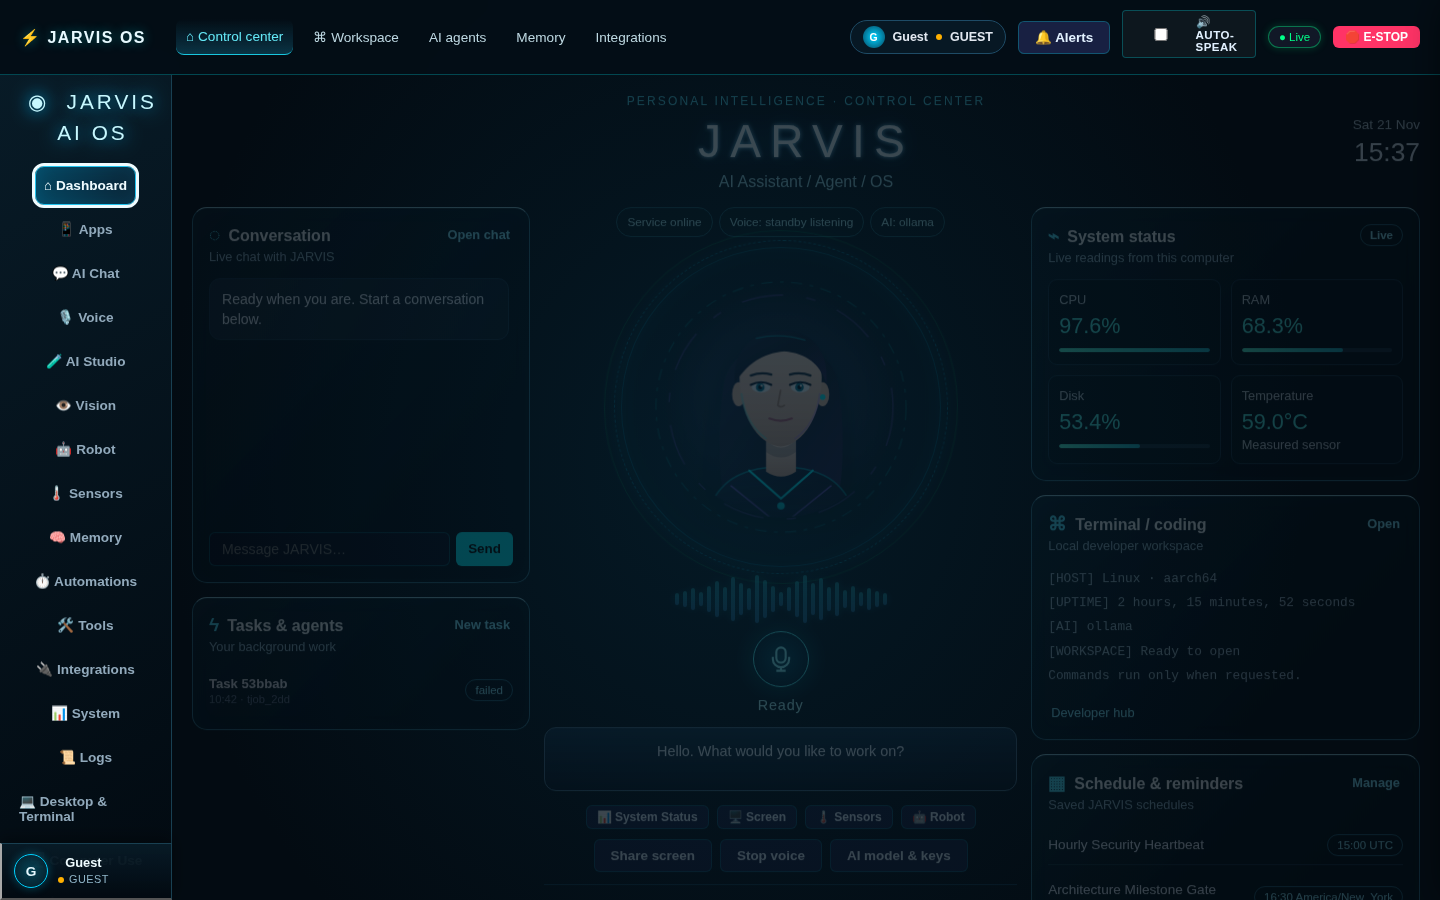 ⚡ JARVIS OS
⌂ Control center
⌘ Workspace
AI agents
Memory
Integrations
G Guest ● GUEST
🔔 Alerts
🔊 AUTO-SPEAK
● Live
🛑 E-STOP
◉ JARVIS
AI OS
⌂ Dashboard
📱 Apps
💬 AI Chat
🎙️ Voice
🧪 AI Studio
👁️ Vision
🤖 Robot
🌡️ Sensors
🧠 Memory
⏱️ Automations
🛠️ Tools
🔌 Integrations
📊 System
📜 Logs
💻 Desktop &
Terminal
Use
G
Guest
● GUEST
PERSONAL INTELLIGENCE · CONTROL CENTER
JARVIS
AI Assistant / Agent / OS
Sat 21 Nov
15:37
Conversation
Open chat
Live chat with JARVIS
Ready when you are. Start a conversation
below.
Message JARVIS…
Send
ϟ Tasks & agents
New task
Your background work
Task 53bbab
10:42 · tjob_2dd
failed
Service online
Voice: standby listening
AI: ollama
Ready
Hello. What would you like to work on?
📊 System Status
🖥️ Screen
🌡️ Sensors
🤖 Robot
Share screen
Stop voice
AI model & keys
⌁ System status
Live
Live readings from this computer
CPU
97.6%
RAM
68.3%
Disk
53.4%
Temperature
59.0°C
Measured sensor
⌘ Terminal / coding
Open
Local developer workspace
[HOST] Linux · aarch64
[UPTIME] 2 hours, 15 minutes, 52 seconds
[AI] ollama
[WORKSPACE] Ready to open
Commands run only when requested.
Developer hub
▦ Schedule & reminders
Manage
Saved JARVIS schedules
Hourly Security Heartbeat
15:00 UTC
Architecture Milestone Gate
16:30 America/New_York